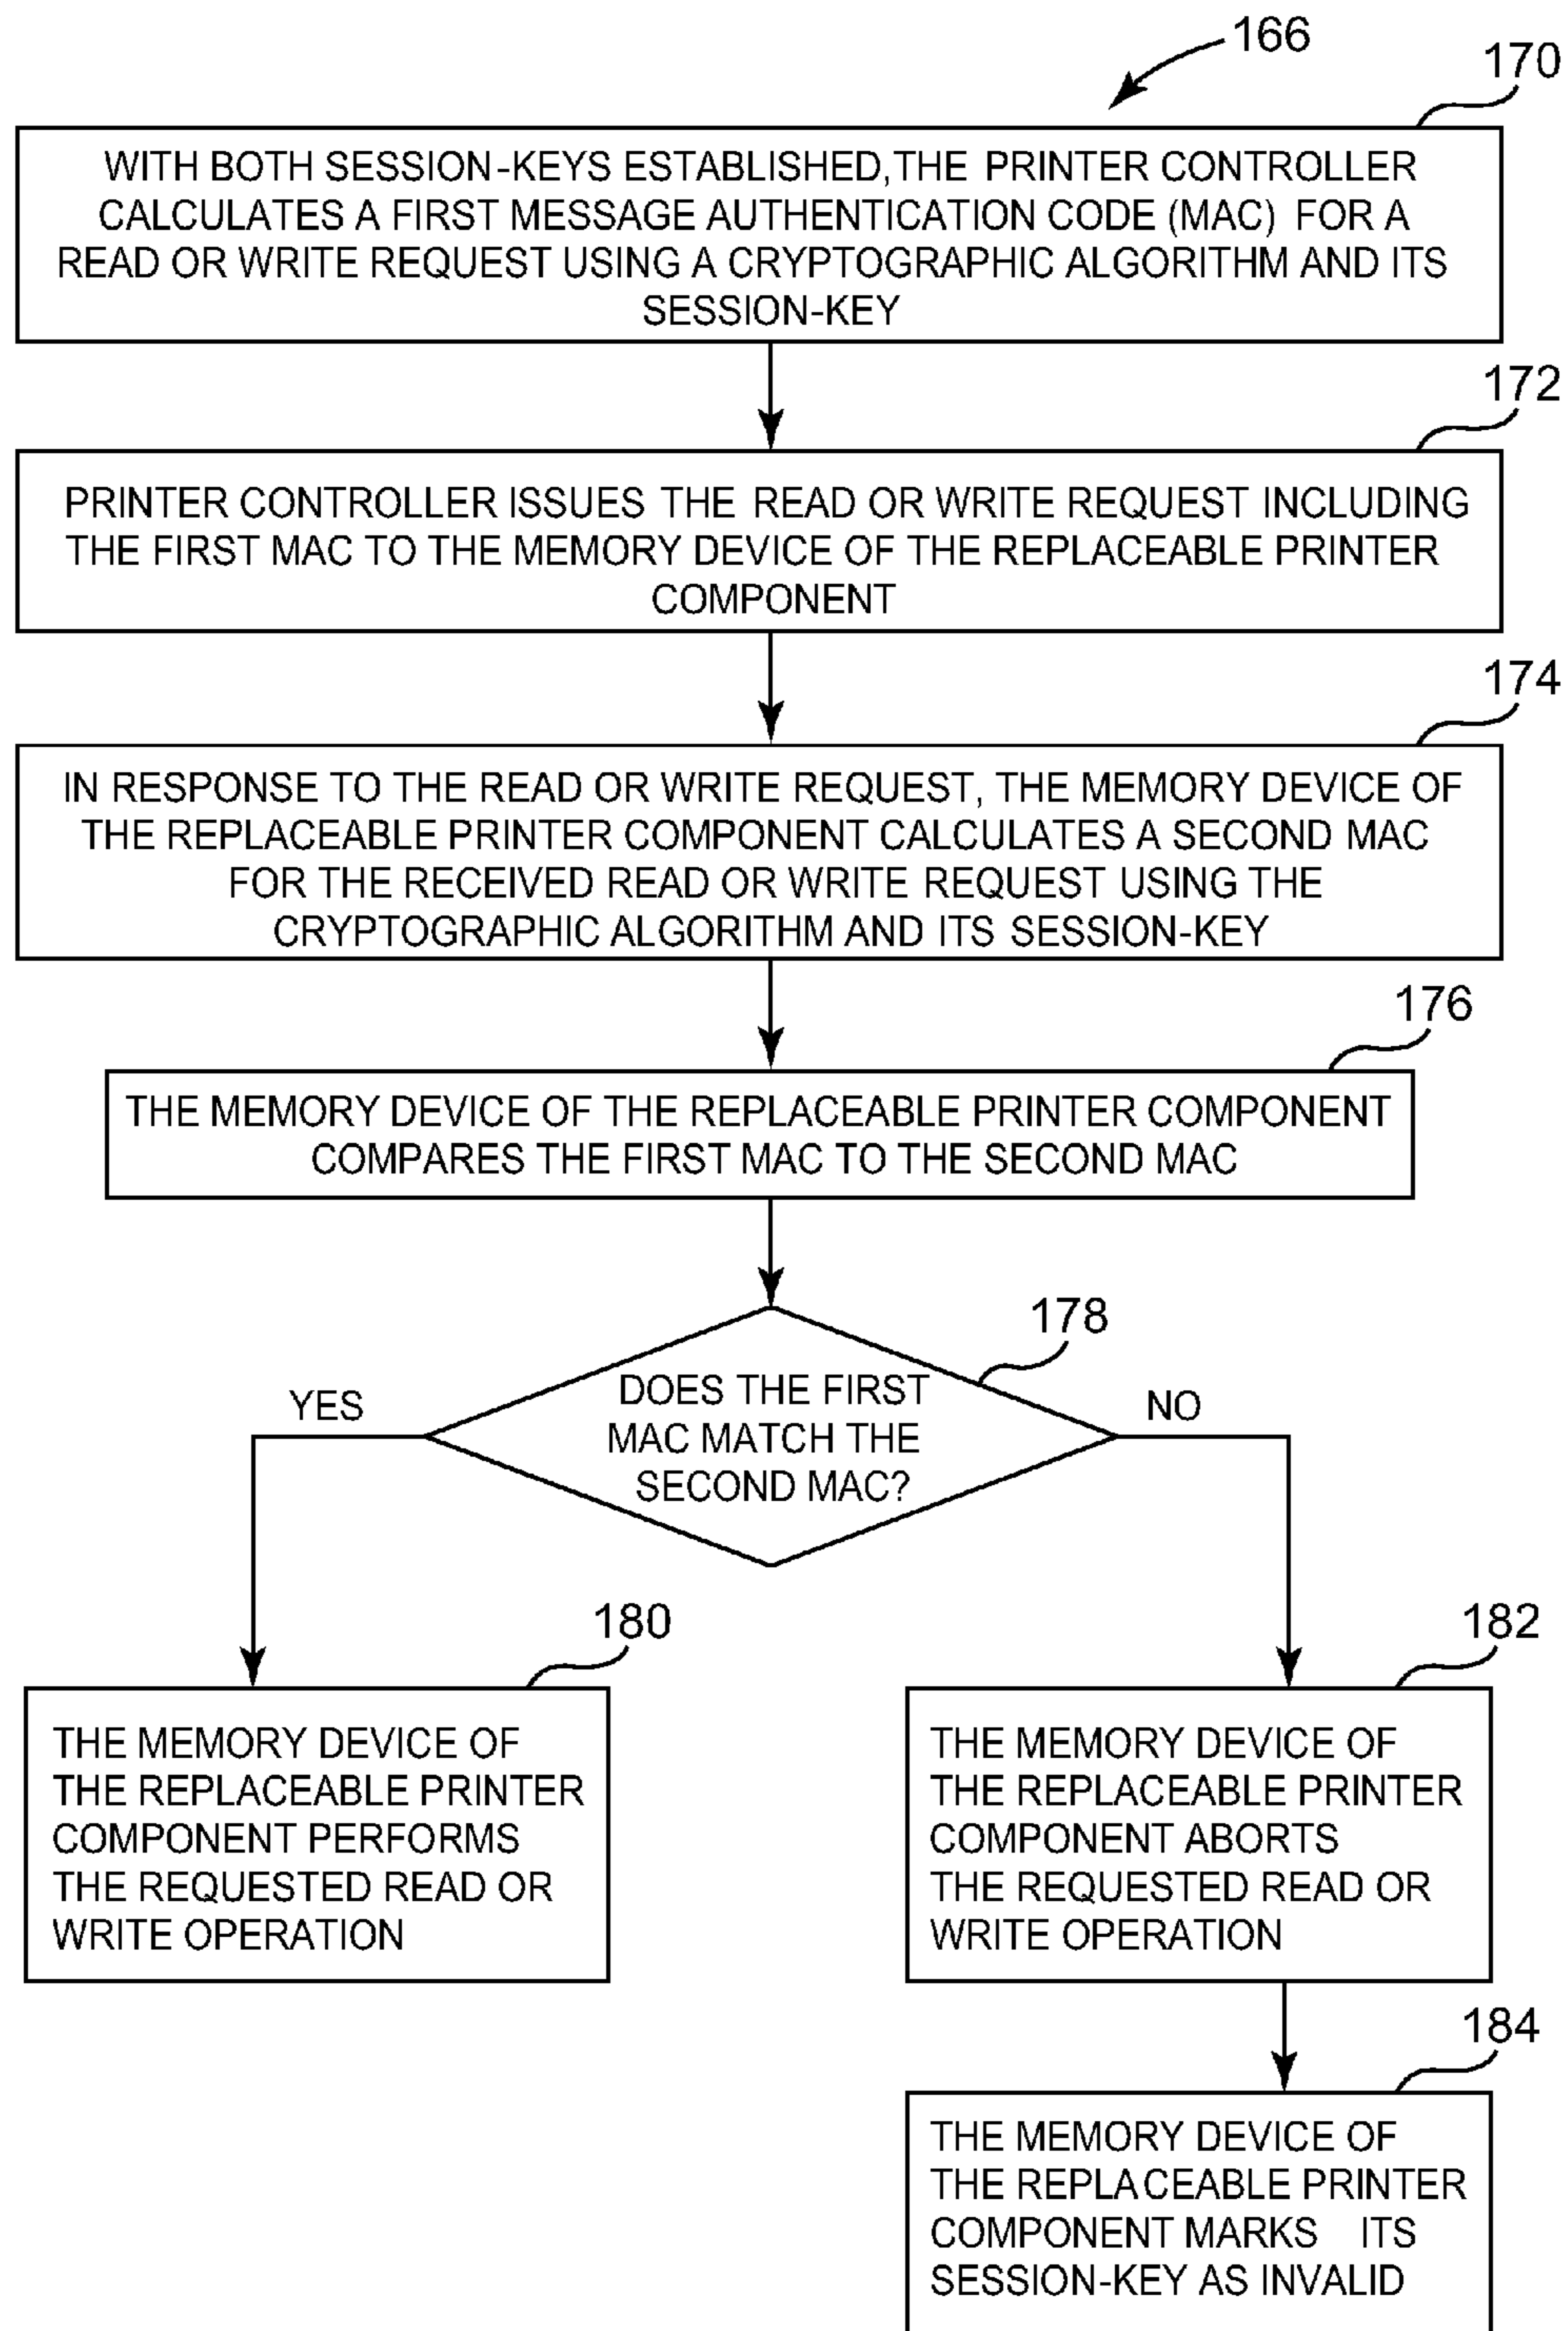 166
170
WITH BOTH SESSION-KEYS ESTABLISHED, THE PRINTER CONTROLLER
CALCULATES A FIRST MESSAGE AUTHENTICATION CODE (MAC) FOR A
READ OR WRITE REQUEST USING A CRYPTOGRAPHIC ALGORITHM AND ITS
SESSION-KEY
172
PRINTER CONTROLLER ISSUES THE READ OR WRITE REQUEST INCLUDING
THE FIRST MAC TO THE MEMORY DEVICE OF THE REPLACEABLE PRINTER
COMPONENT
174
IN RESPONSE TO THE READ OR WRITE REQUEST, THE MEMORY DEVICE OF
THE REPLACEABLE PRINTER COMPONENT CALCULATES A SECOND MAC
FOR THE RECEIVED READ OR WRITE REQUEST USING THE
CRYPTOGRAPHIC ALGORITHM AND ITS SESSION-KEY
176
THE MEMORY DEVICE OF THE REPLACEABLE PRINTER COMPONENT
COMPARES THE FIRST MAC TO THE SECOND MAC
178
DOES THE FIRST
MAC MATCH THE
SECOND MAC?
YES
NO
180
THE MEMORY DEVICE OF
THE REPLACEABLE PRINTER
COMPONENT PERFORMS
THE REQUESTED READ OR
WRITE OPERATION
182
THE MEMORY DEVICE OF
THE REPLACEABLE PRINTER
COMPONENT ABORTS
THE REQUESTED READ OR
WRITE OPERATION
184
THE MEMORY DEVICE OF
THE REPLACEABLE PRINTER
COMPONENT MARKS ITS
SESSION-KEY AS INVALID